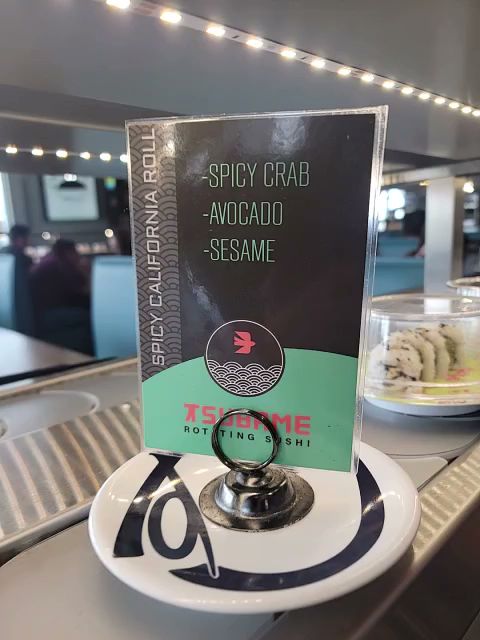 SPICY CALIFORNIA ROLL
-SPICY CRAB
-AVOCADO
-SESAME
TSUBAME
ROTATING SUSHI